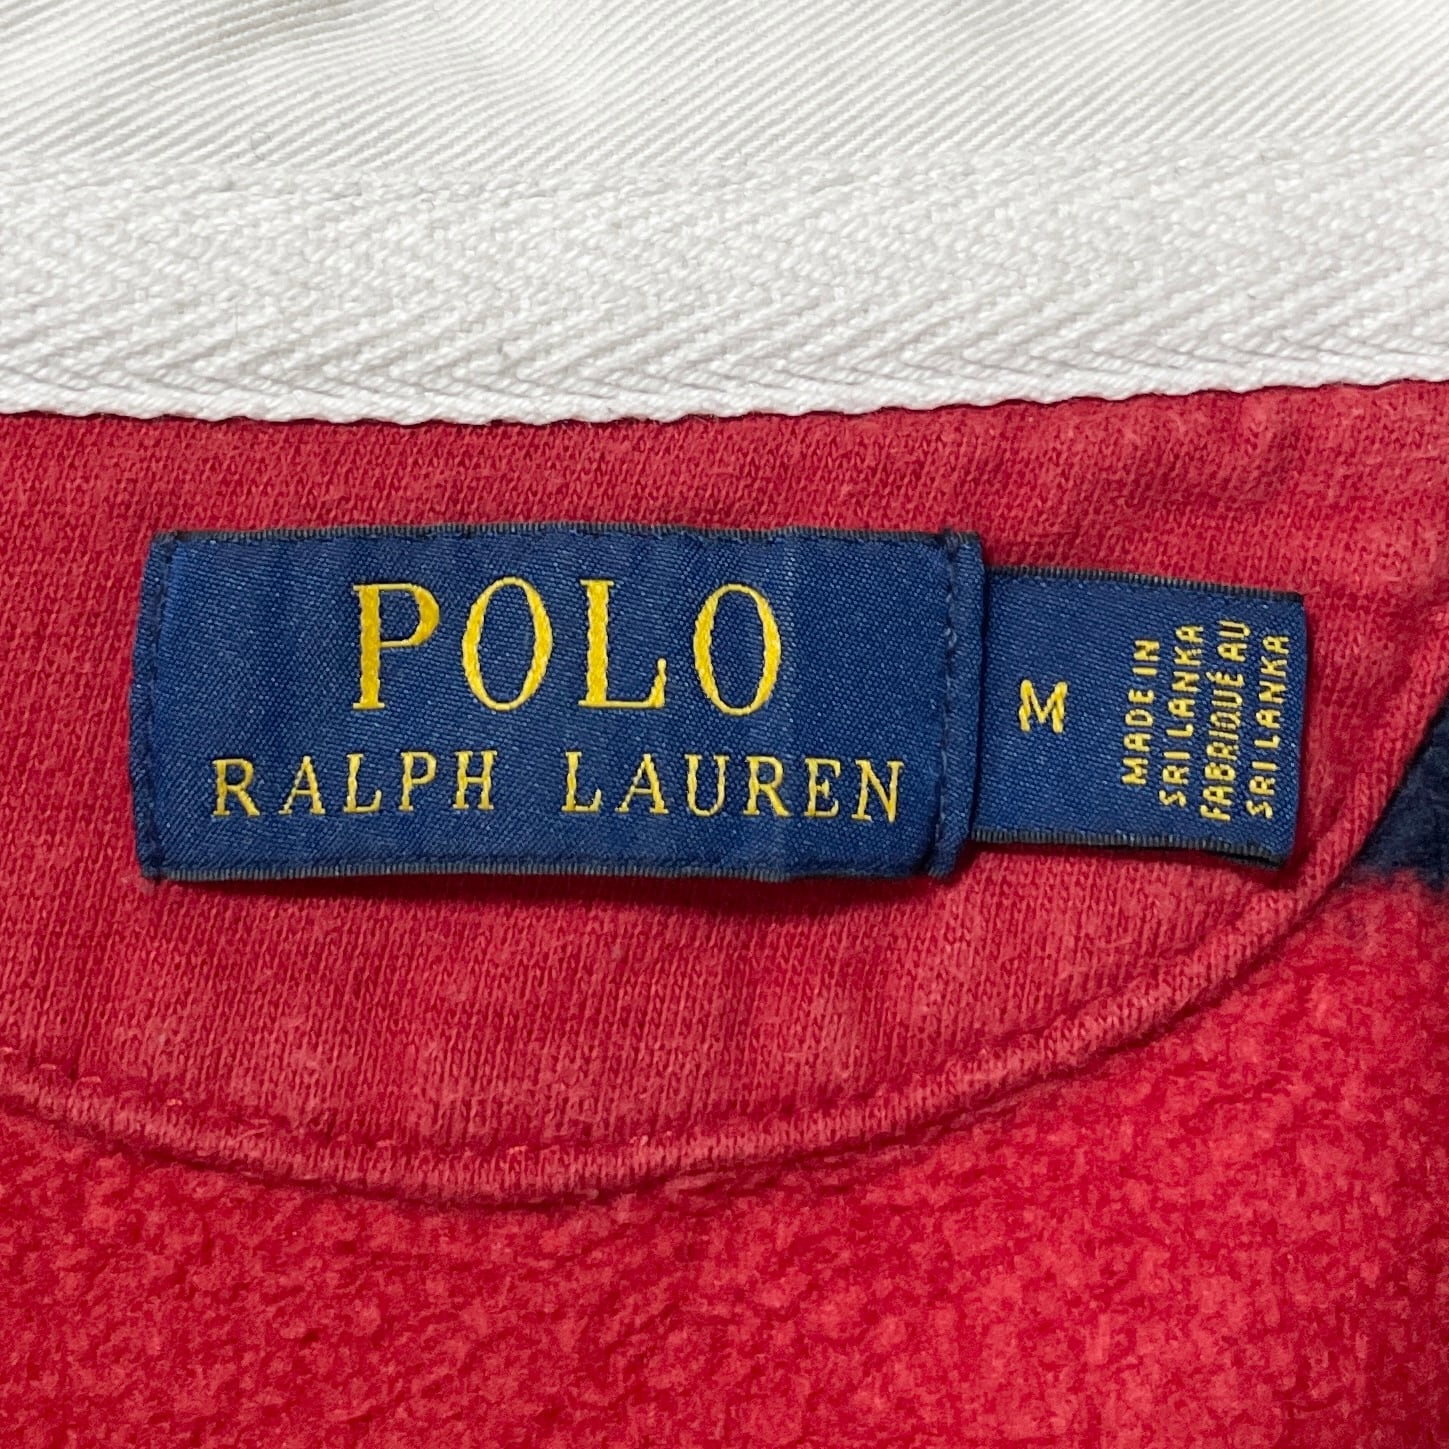 POLO
RALPH LAUREN
M
MADE IN
SRI LANKA
FABRIQUÉ AU
SRI LANKA